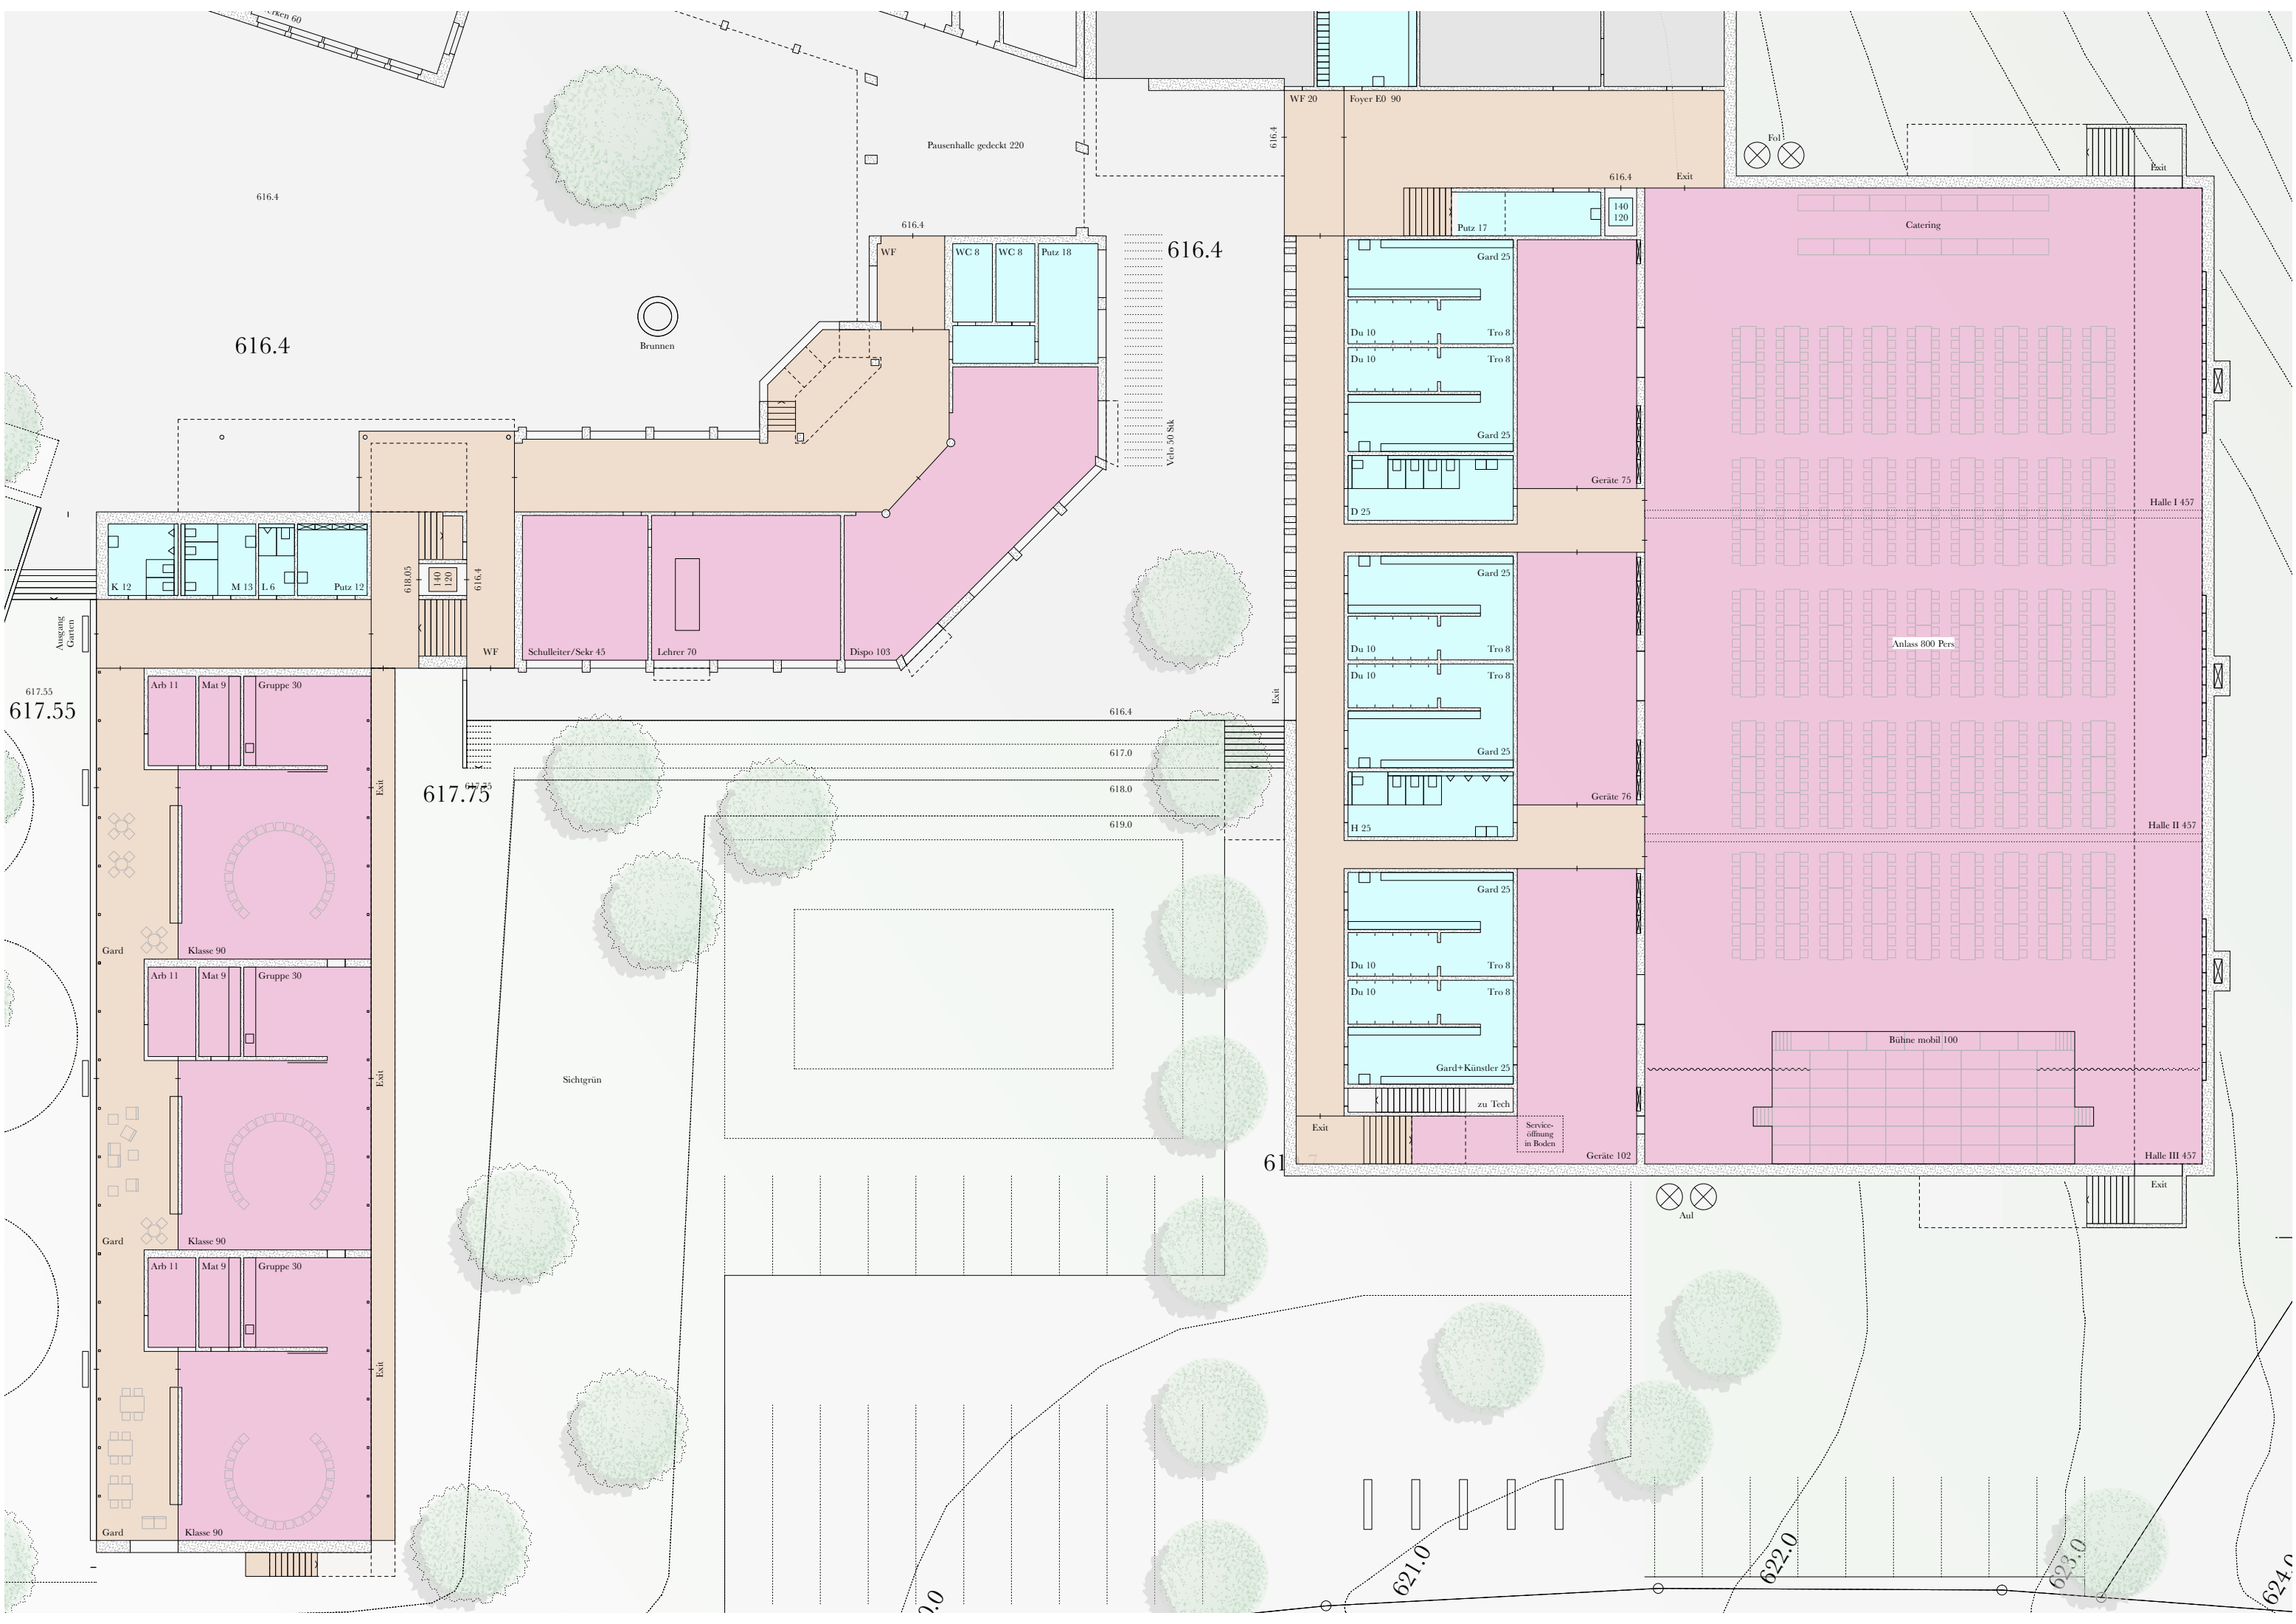 WF 20
Foyer E0 90
616.4
Fol
Exit
Pausenhalle gedeckt 220
616.4
616.4
Exit
140
120
Catering
Putz 17
616.4
WF
WC 8
WC 8
Putz 18
616.4
Gard 25
616.4
Brunnen
Du 10
Tro 8
Du 10
Tro 8
Velo 50 Stk
Gard 25
Geräte 75
Halle I 457
D 25
K 12
M 13
L 6
Putz 12
618.05
140
120
616.4
Gard 25
Ausgang
Garten
WF
Schulleiter/Sekr 45
Lehrer 70
Dispo 103
Du 10
Tro 8
Anlass 800 Pers
Arb 11
Mat 9
Gruppe 30
617.55
617.55
Exit
616.4
Du 10
Tro 8
Gard 25
617.0
Exit
617.75
617.75
618.0
Geräte 76
619.0
H 25
Halle II 457
Gard 25
Gard
Klasse 90
Du 10
Tro 8
Arb 11
Mat 9
Gruppe 30
Du 10
Tro 8
Bühne mobil 100
Gard+Künstler 25
Exit
Sichtgrün
zu Tech
Exit
Service-
öffnung
in Boden
Geräte 102
Halle III 457
Exit
Aul
Gard
Klasse 90
Arb 11
Mat 9
Gruppe 30
Exit
Gard
Klasse 90
621.0
622.0
623.0